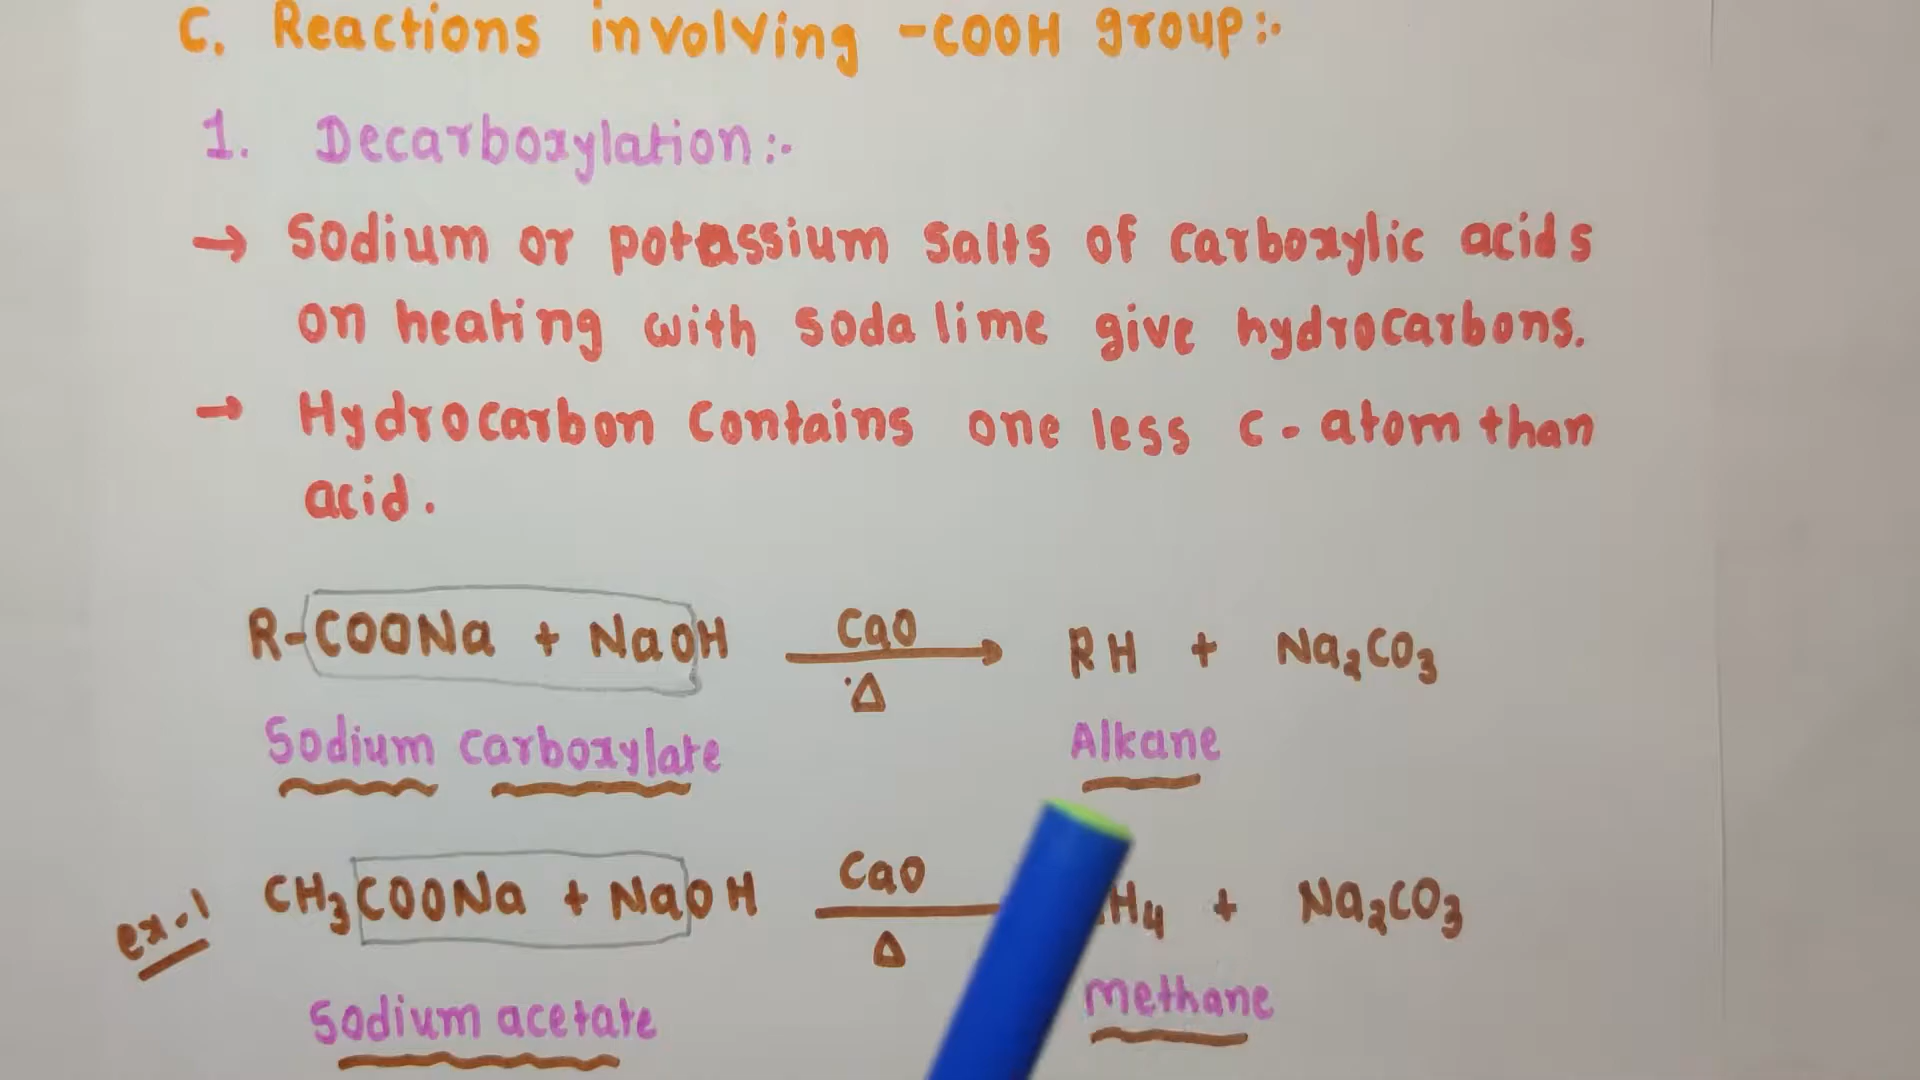 C. Reactions involving -COOH group:-
1. Decarboxylation:-
→ Sodium or potassium salts of carboxylic acids
on heating with soda lime give hydrocarbons.
→ Hydrocarbon contains one less c-atom than
acid.
R-COONa + NaOH CaO Δ → RH + Na₂CO₃
Sodium carboxylate Alkane
ex.1 CH₃COONa + NaOH CaO Δ H₄ + Na₂CO₃
Sodium acetate Methane